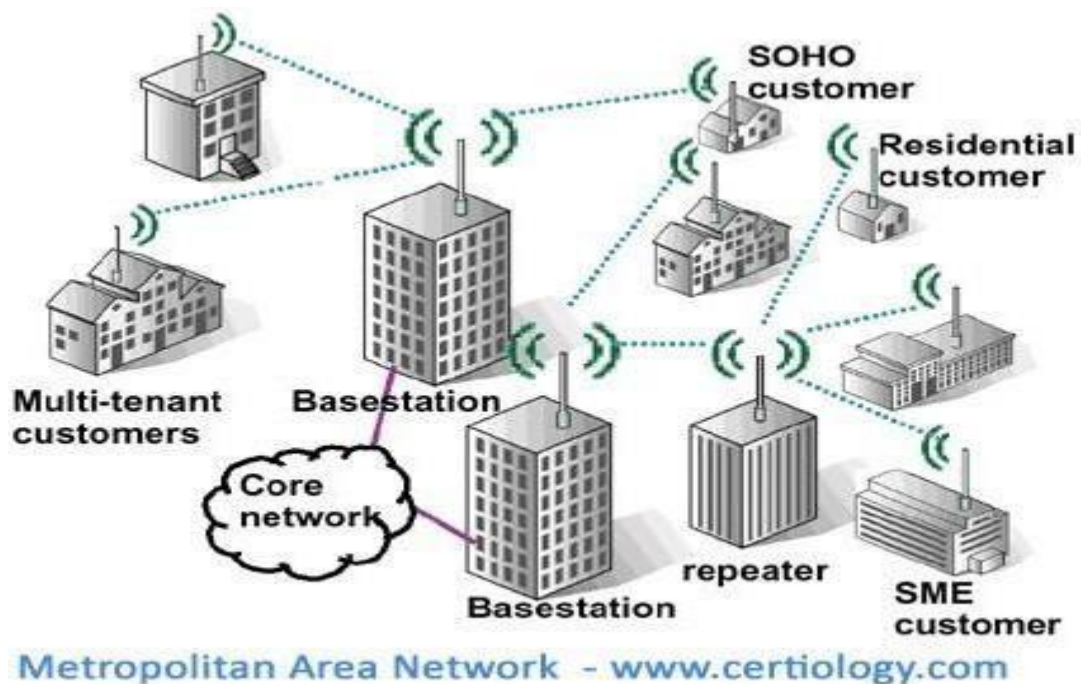 SOHO
customer
Residential
customer
Multi-tenant
customers
Basestation
Core
network
repeater
Basestation
SME
customer
Metropolitan Area Network - www.certiology.com